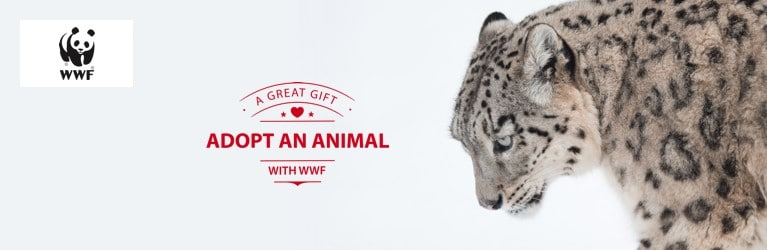 WWF
A GREAT GIFT
ADOPT AN ANIMAL
WITH WWF